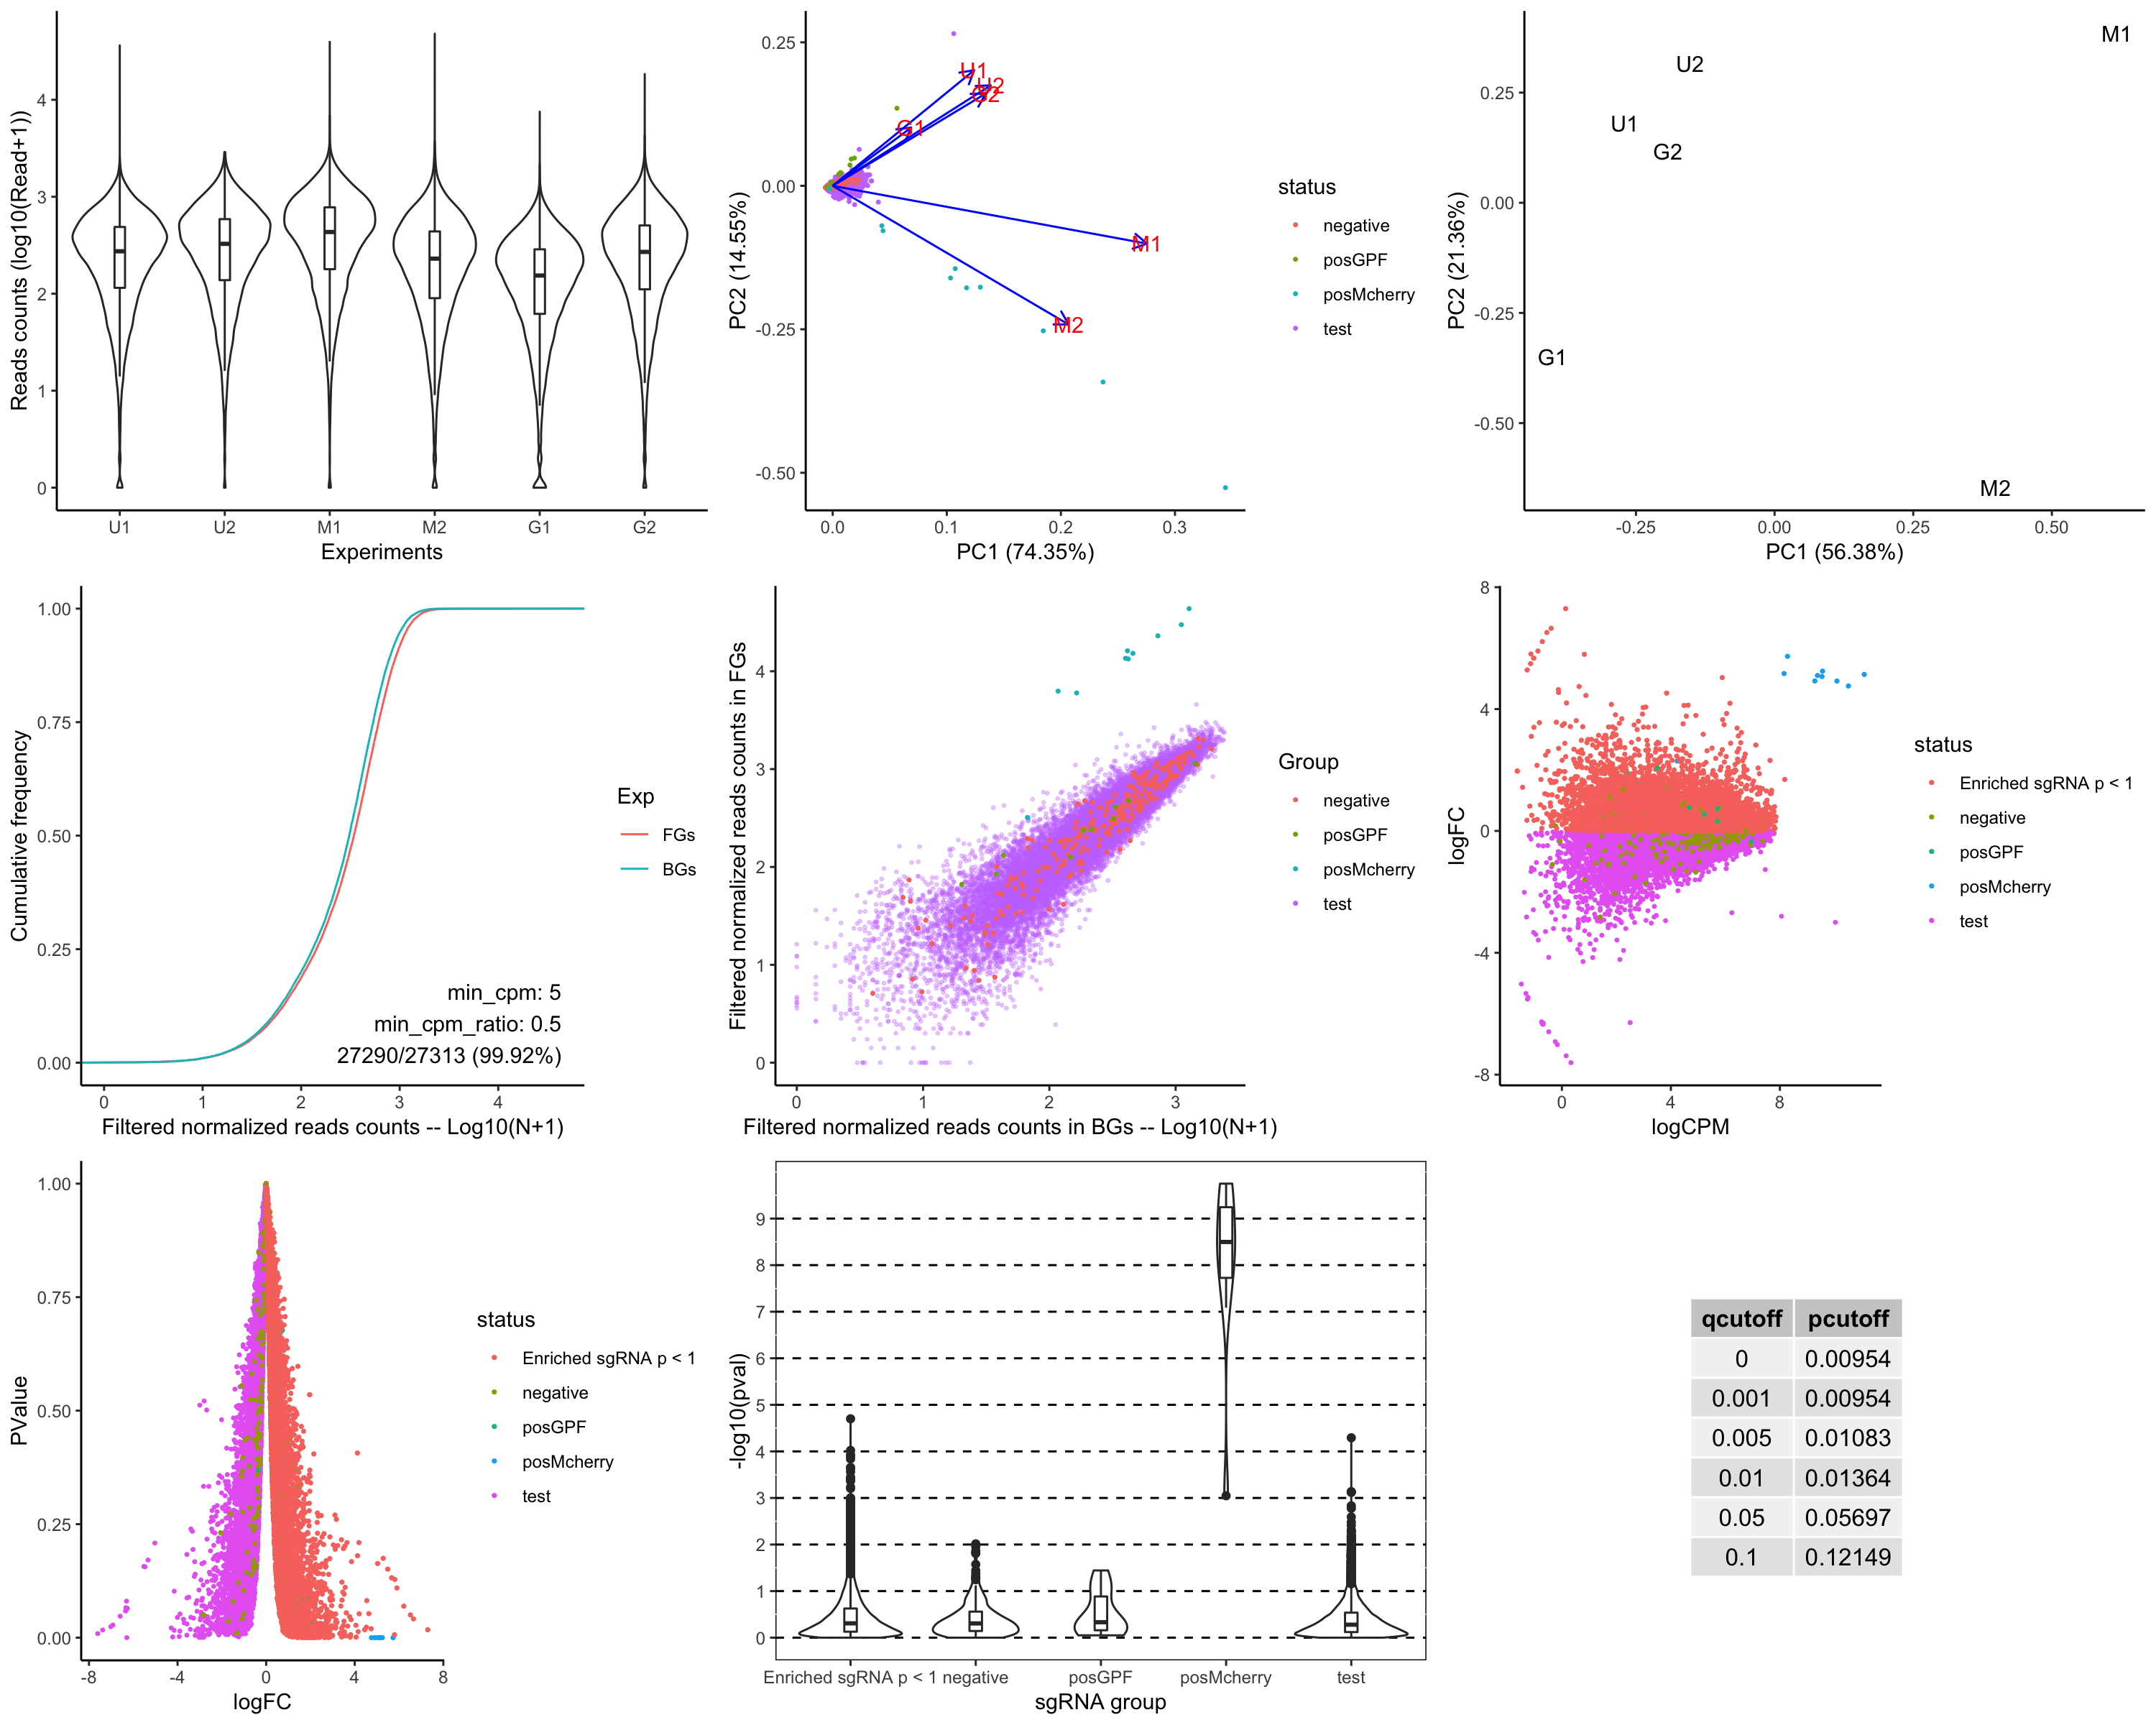 Reads counts (log10(Read+1))
4
3
2
1
0
U1 U2 M1 M2 G1 G2
Experiments
PC2 (14.55%)
0.25
0.00
-0.25
-0.50
U1
U2
G2
G1
M1
M2
0.0 0.1 0.2 0.3
PC1 (74.35%)
status
negative
posGPF
posMcherry
test
PC2 (21.36%)
0.25
0.00
-0.25
-0.50
M1
U2
U1
G2
G1
M2
-0.25 0.00 0.25 0.50
PC1 (56.38%)
Cumulative frequency
1.00
0.75
0.50
0.25
0.00
min_cpm: 5
min_cpm_ratio: 0.5
27290/27313 (99.92%)
0 1 2 3 4
Filtered normalized reads counts -- Log10(N+1)
Exp
FGs
BGs
Filtered normalized reads counts in FGs
4
3
2
1
0
0 1 2 3
Filtered normalized reads counts in BGs -- Log10(N+1)
Group
negative
posGPF
posMcherry
test
logFC
8
4
0
-4
-8
0 4 8
logCPM
status
Enriched sgRNA p < 1
negative
posGPF
posMcherry
test
PValue
1.00
0.75
0.50
0.25
0.00
-8 -4 0 4 8
logFC
status
Enriched sgRNA p < 1
negative
posGPF
posMcherry
test
-log10(pval)
9
8
7
6
5
4
3
2
1
0
Enriched sgRNA p < 1 negative posGPF posMcherry test
sgRNA group
qcutoff pcutoff
0 0.00954
0.001 0.00954
0.005 0.01083
0.01 0.01364
0.05 0.05697
0.1 0.12149